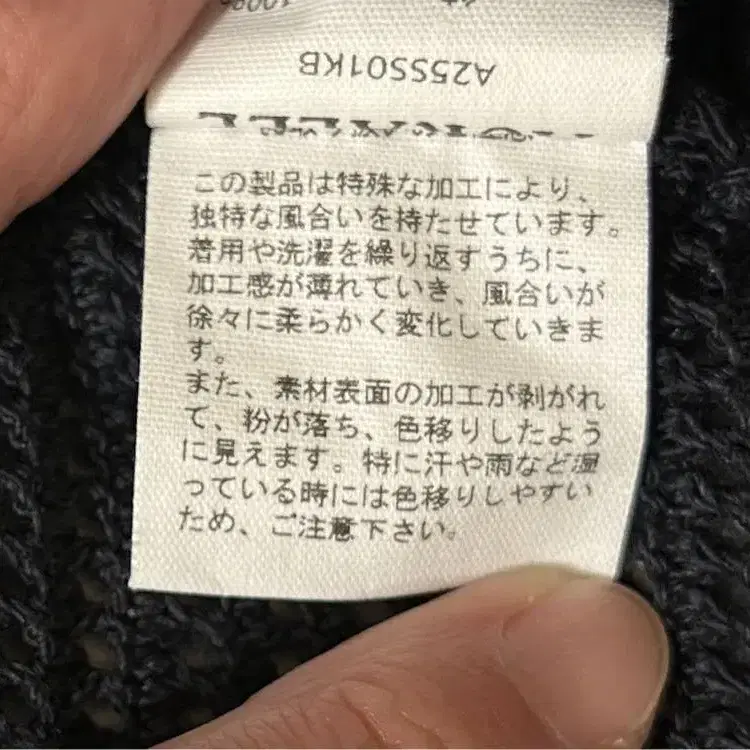 100%
A25SS01KB
この製品は特殊な加工により、
独特な風合いを持たせています。
着用や洗濯を繰り返すうちに、
加工感が薄れていき、風合いが
徐々に柔らかく変化していきま
す。
また、素材表面の加工が剥がれ
て、粉が落ち、色移りしたよう
に見えます。特に汗や雨など湿
っている時には色移りしやすい
ため、ご注意下さい。